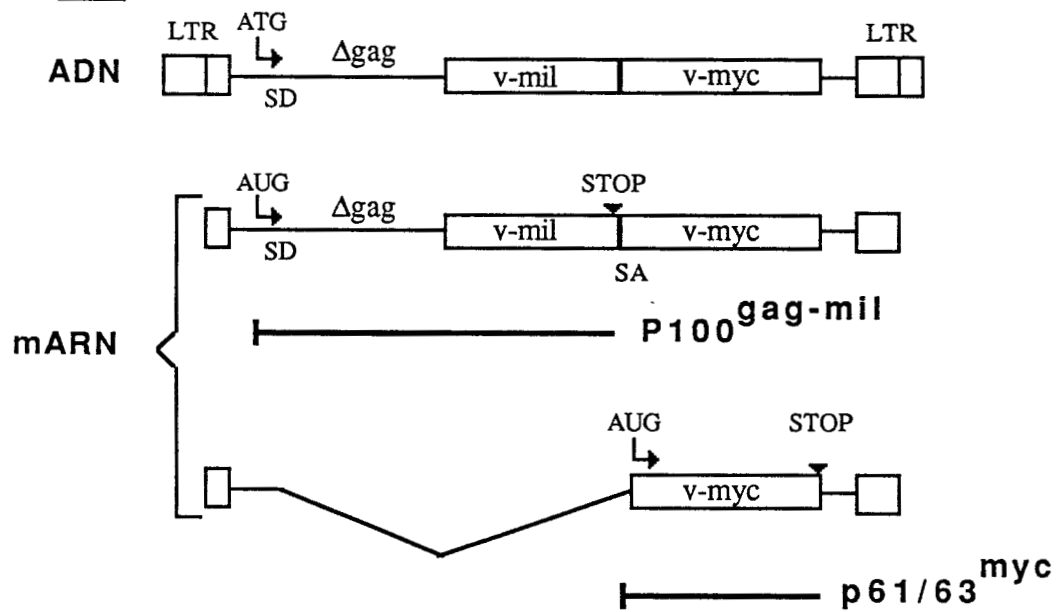 LTR ATG Δgag LTR
ADN v-mil v-myc
SD
AUG Δgag STOP
v-mil v-myc
SD SA
mARN
P100gag-mil
AUG STOP
v-myc
p61/63myc